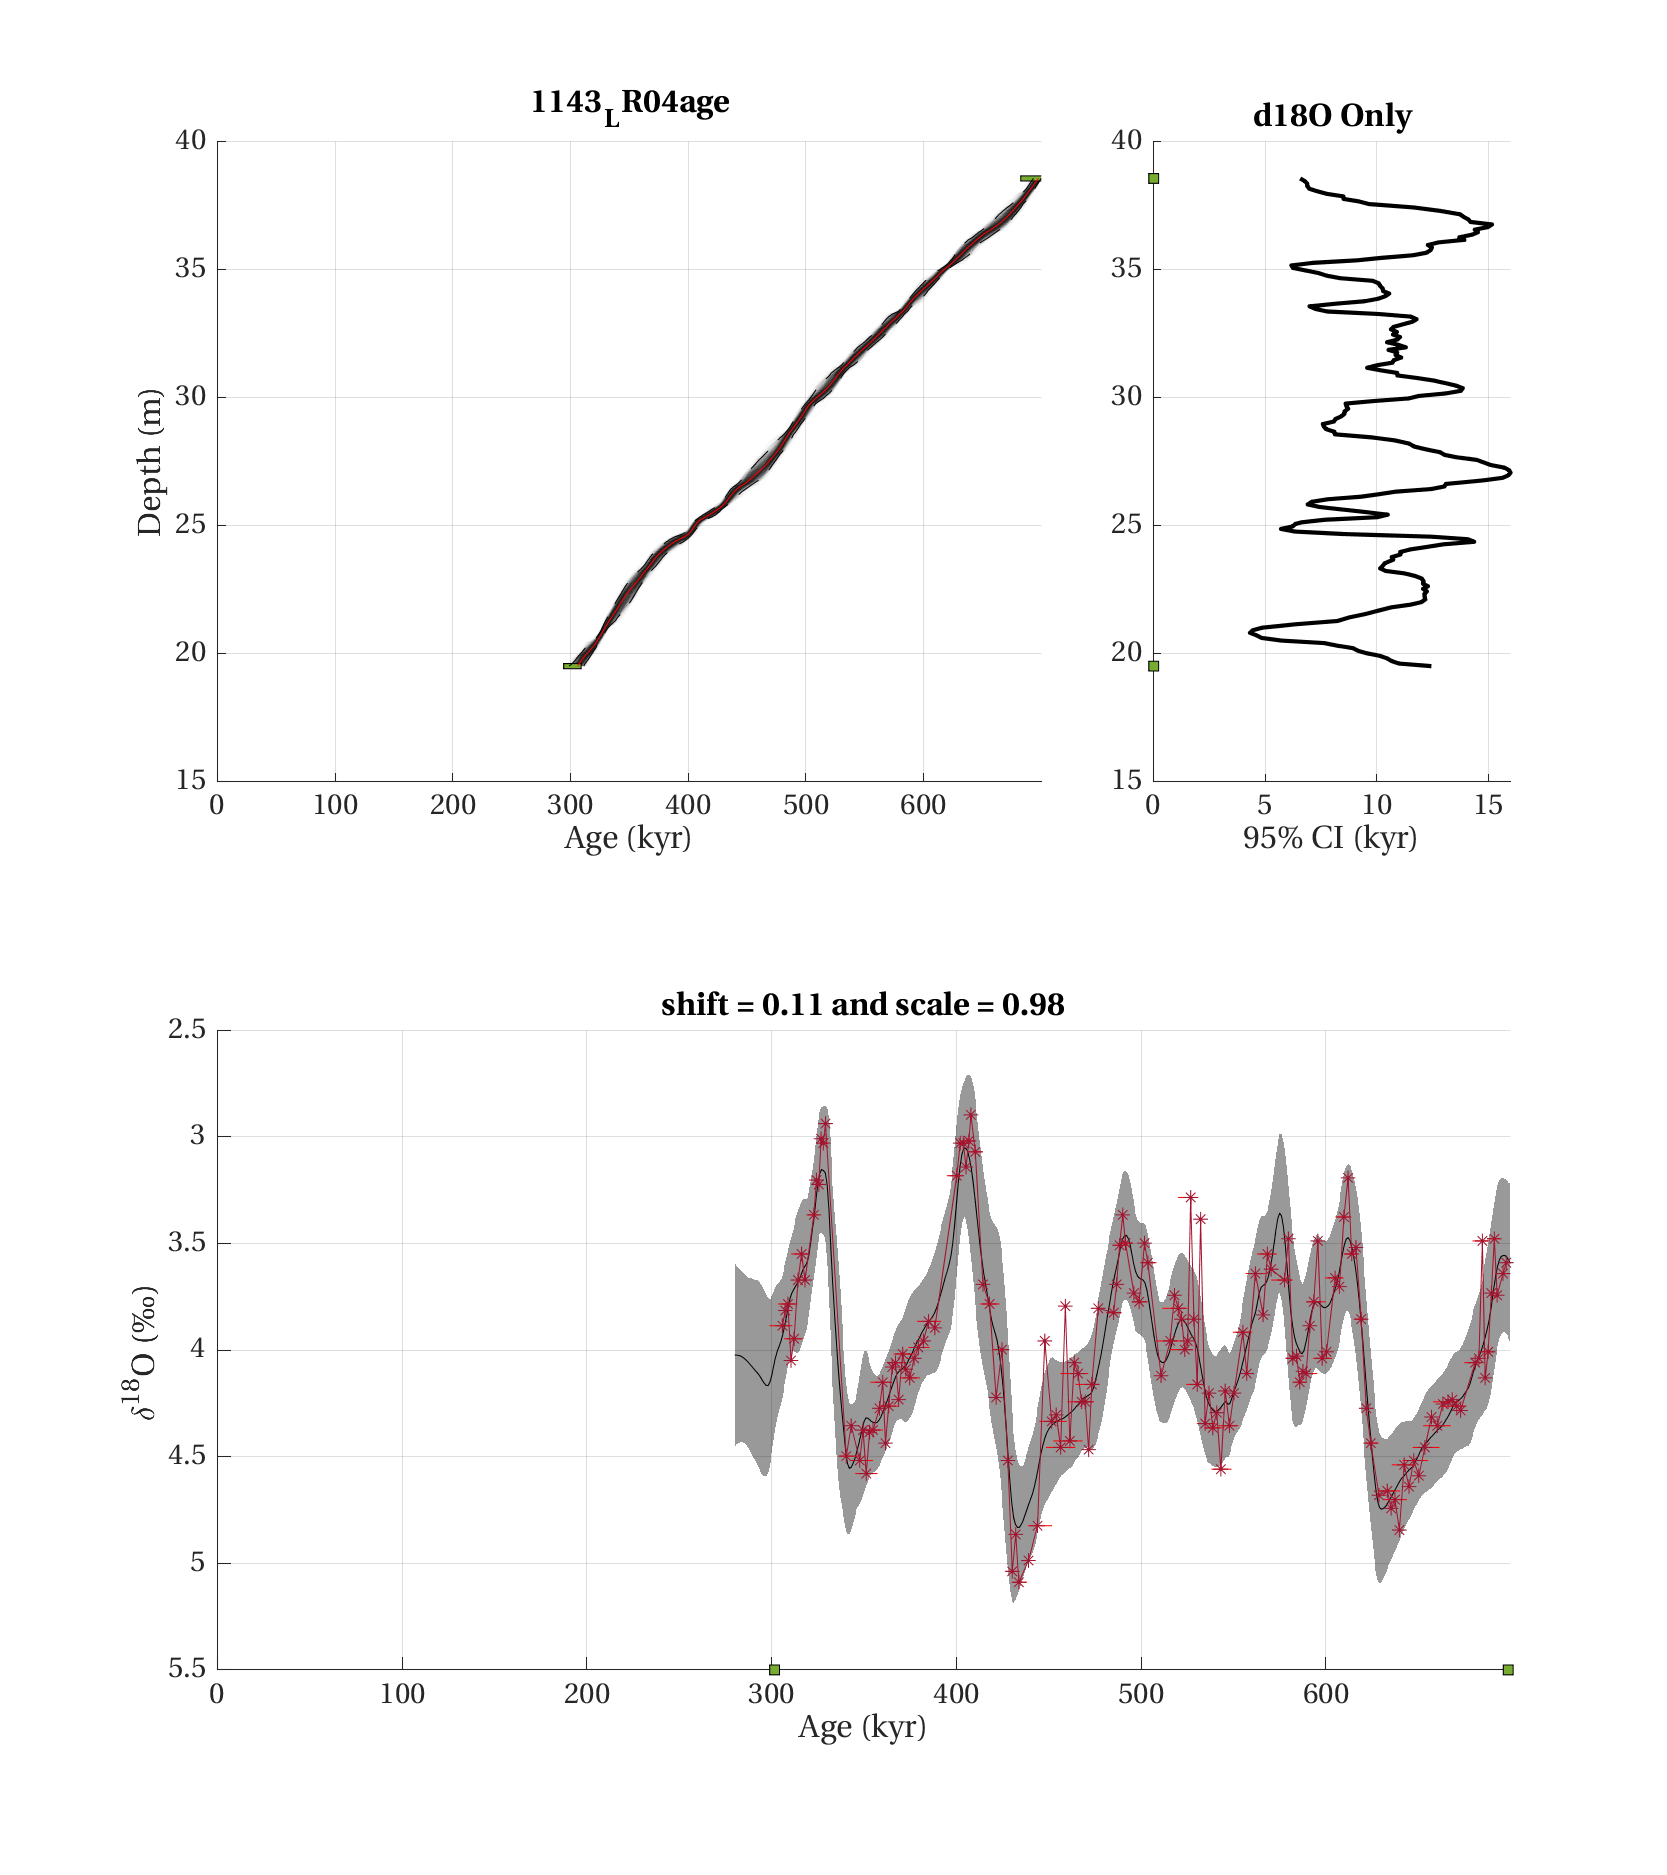 1143LR04age
d18O Only
40
35
30
25
20
15
Depth (m)
0 100 200 300 400 500 600
Age (kyr)
40
35
30
25
20
15
0 5 10 15
95% CI (kyr)
shift = 0.11 and scale = 0.98
2.5
3
3.5
4
4.5
5
5.5
δ18O (‰)
0 100 200 300 400 500 600
Age (kyr)